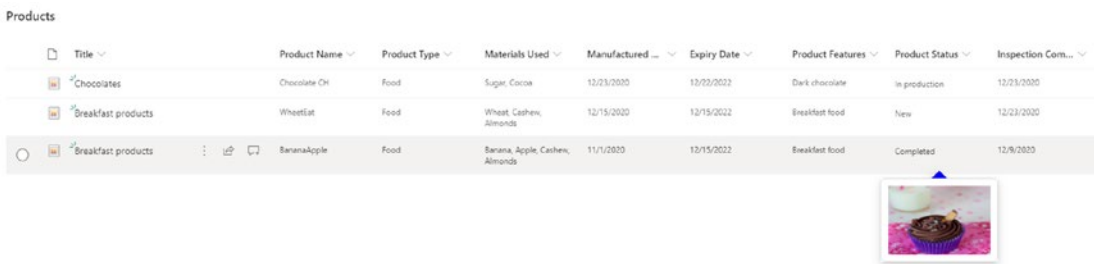 Products
Title Product Name Product Type Materials Used Manufactured ... Expiry Date Product Features Product Status Inspection Com...
Chocolates Chocolate CH Food Sugar, Cocoa 12/23/2020 12/22/2022 Dark chocolate In production 12/23/2020
Breakfast products WheatEat Food Wheat, Cashew, 12/15/2020 12/15/2022 Breakfast food New 12/23/2020
Almonds
Breakfast products BananaApple Food Banana, Apple, Cashew, 11/1/2020 12/15/2022 Breakfast food Completed 12/9/2020
Almonds